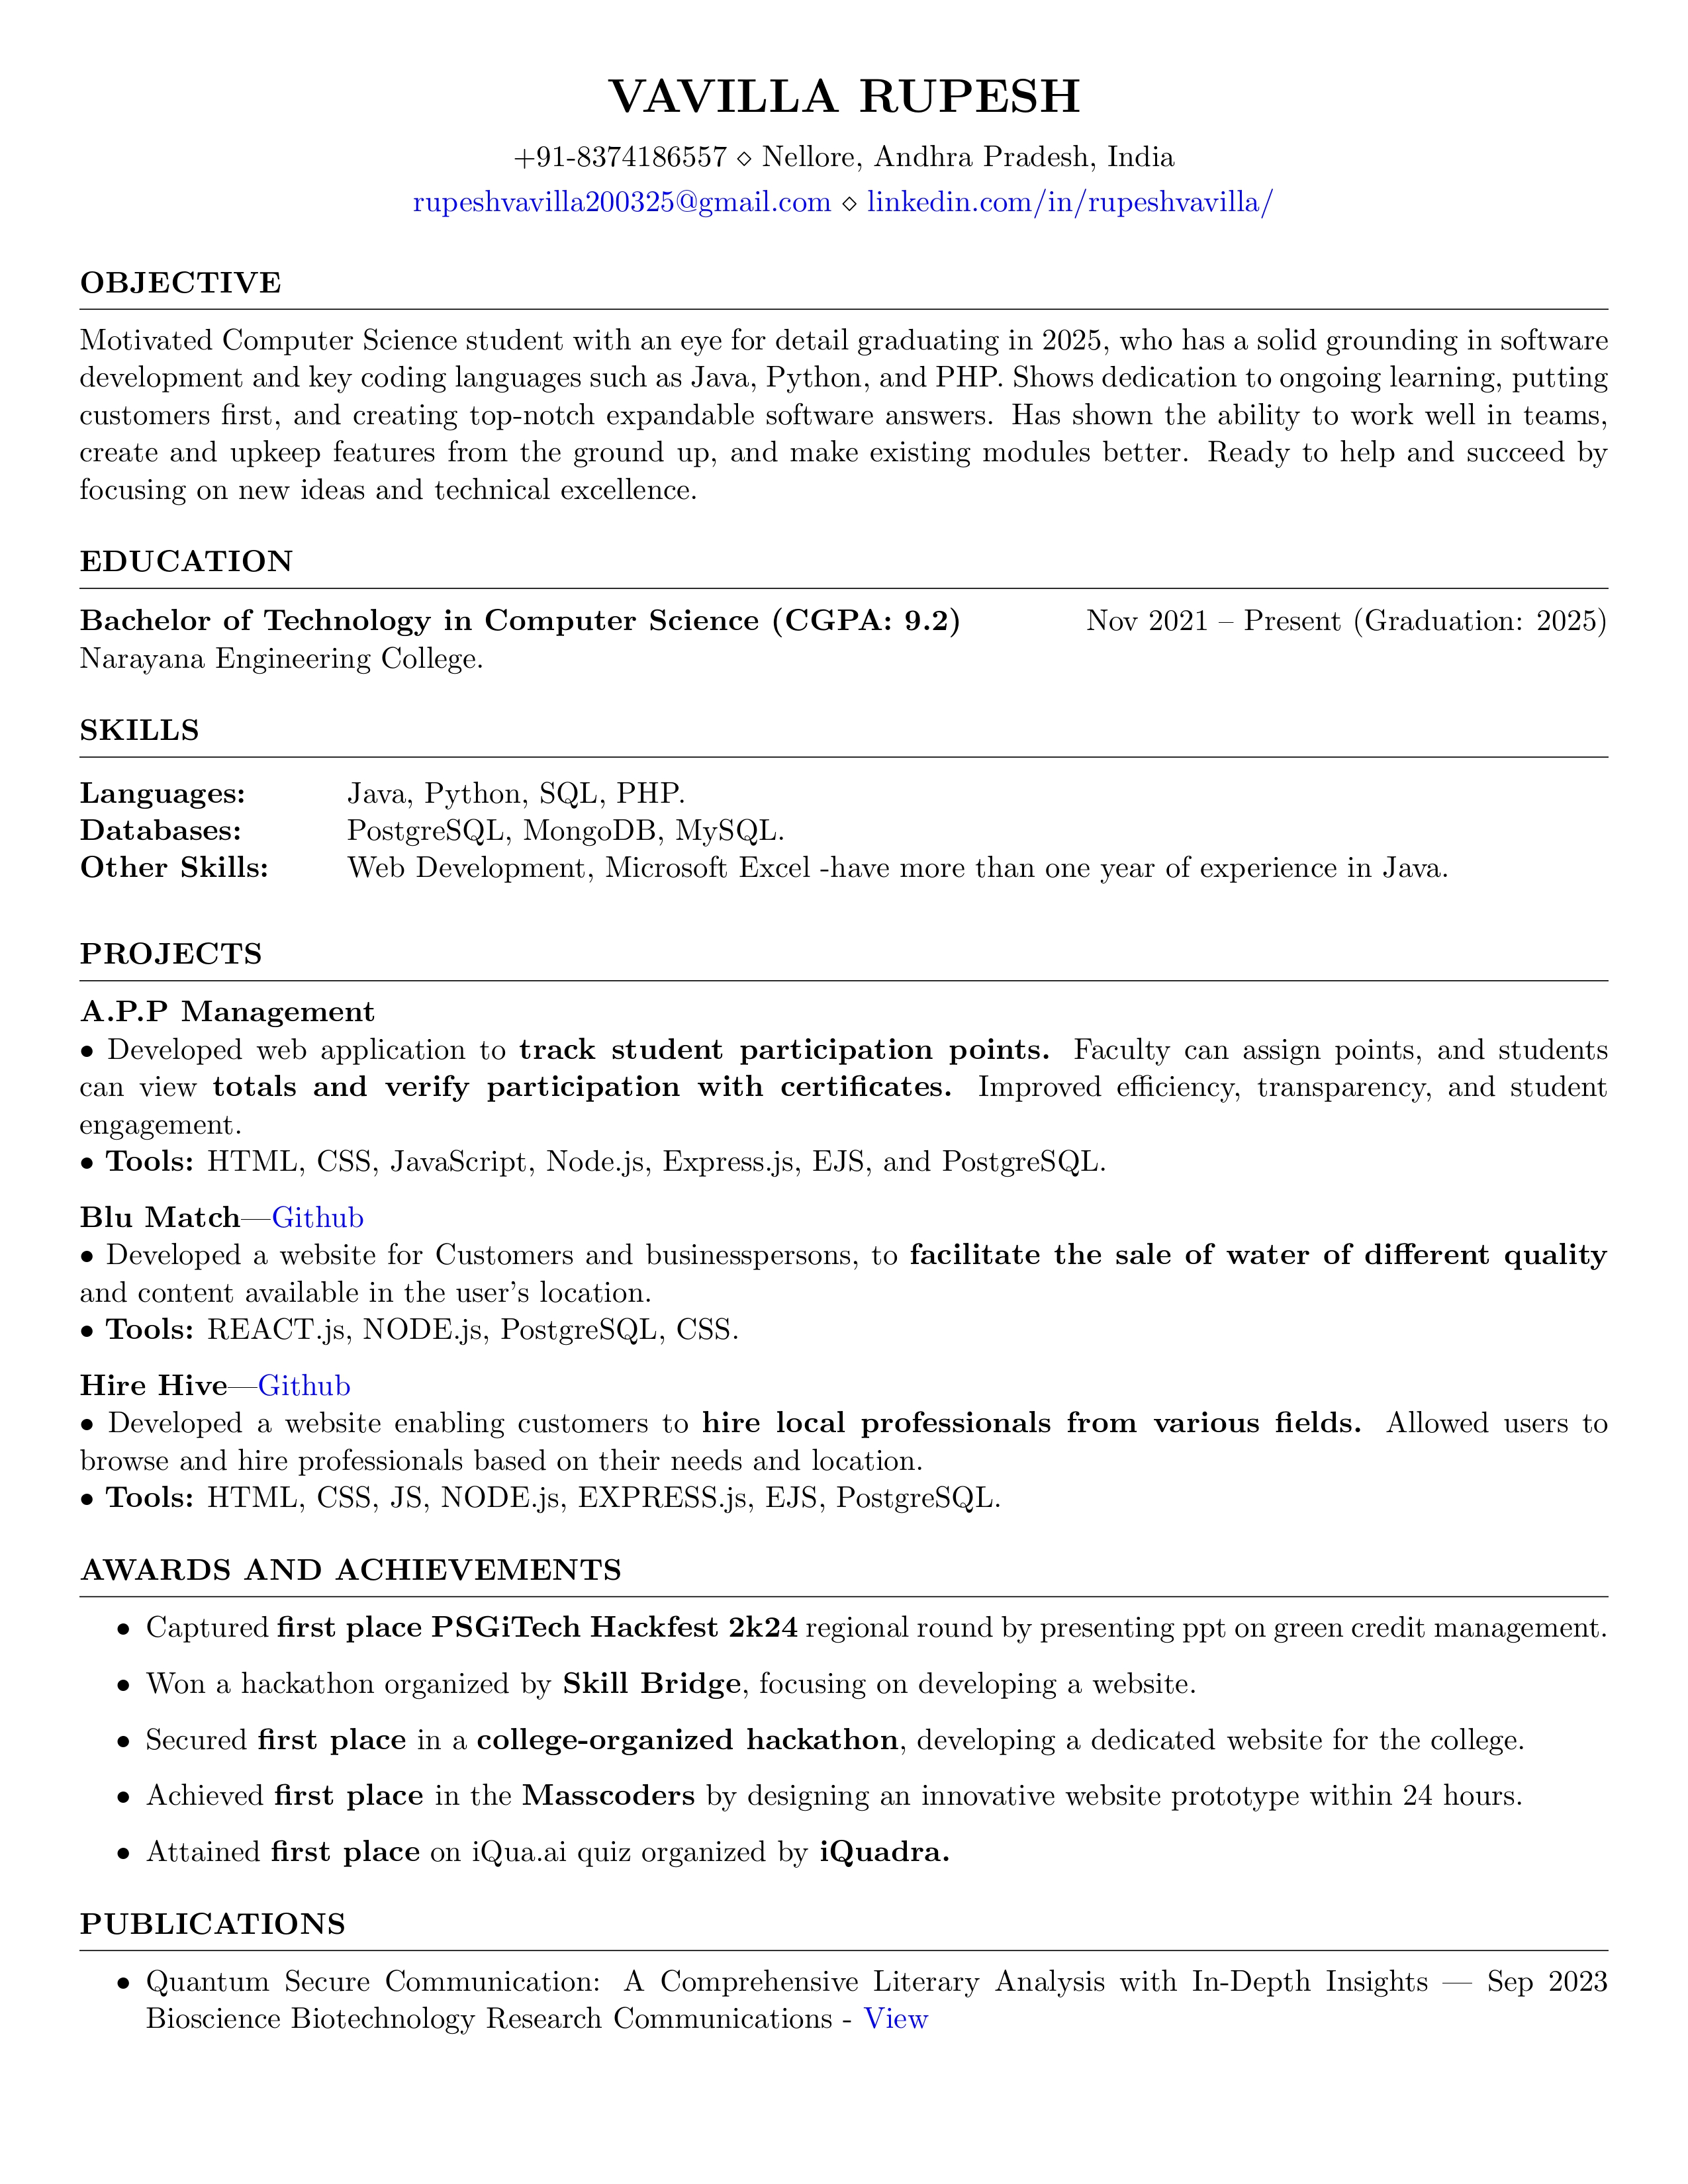 VAVILLA RUPESH
+91-8374186557 ⋄ Nellore, Andhra Pradesh, India
rupeshvavilla200325@gmail.com ⋄ linkedin.com/in/rupeshvavilla/
OBJECTIVE
Motivated Computer Science student with an eye for detail graduating in 2025, who has a solid grounding in software
development and key coding languages such as Java, Python, and PHP. Shows dedication to ongoing learning, putting
customers first, and creating top-notch expandable software answers. Has shown the ability to work well in teams,
create and upkeep features from the ground up, and make existing modules better. Ready to help and succeed by
focusing on new ideas and technical excellence.
EDUCATION
Bachelor of Technology in Computer Science (CGPA: 9.2) Nov 2021 – Present (Graduation: 2025)
Narayana Engineering College.
SKILLS
Languages: Java, Python, SQL, PHP.
Databases: PostgreSQL, MongoDB, MySQL.
Other Skills: Web Development, Microsoft Excel -have more than one year of experience in Java.
PROJECTS
A.P.P Management
• Developed web application to track student participation points. Faculty can assign points, and students
can view totals and verify participation with certificates. Improved efficiency, transparency, and student
engagement.
• Tools: HTML, CSS, JavaScript, Node.js, Express.js, EJS, and PostgreSQL.
Blu Match—Github
• Developed a website for Customers and businesspersons, to facilitate the sale of water of different quality
and content available in the user's location.
• Tools: REACT.js, NODE.js, PostgreSQL, CSS.
Hire Hive—Github
• Developed a website enabling customers to hire local professionals from various fields. Allowed users to
browse and hire professionals based on their needs and location.
• Tools: HTML, CSS, JS, NODE.js, EXPRESS.js, EJS, PostgreSQL.
AWARDS AND ACHIEVEMENTS
• Captured first place PSGiTech Hackfest 2k24 regional round by presenting ppt on green credit management.
• Won a hackathon organized by Skill Bridge, focusing on developing a website.
• Secured first place in a college-organized hackathon, developing a dedicated website for the college.
• Achieved first place in the Masscoders by designing an innovative website prototype within 24 hours.
• Attained first place on iQua.ai quiz organized by iQuadra.
PUBLICATIONS
• Quantum Secure Communication: A Comprehensive Literary Analysis with In-Depth Insights — Sep 2023
Bioscience Biotechnology Research Communications - View